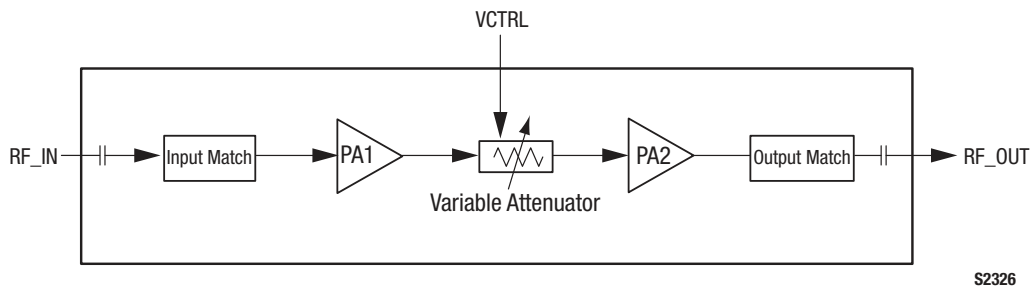 VCTRL
RF_IN
Input Match
PA1
Variable Attenuator
PA2
Output Match
RF_OUT
S2326